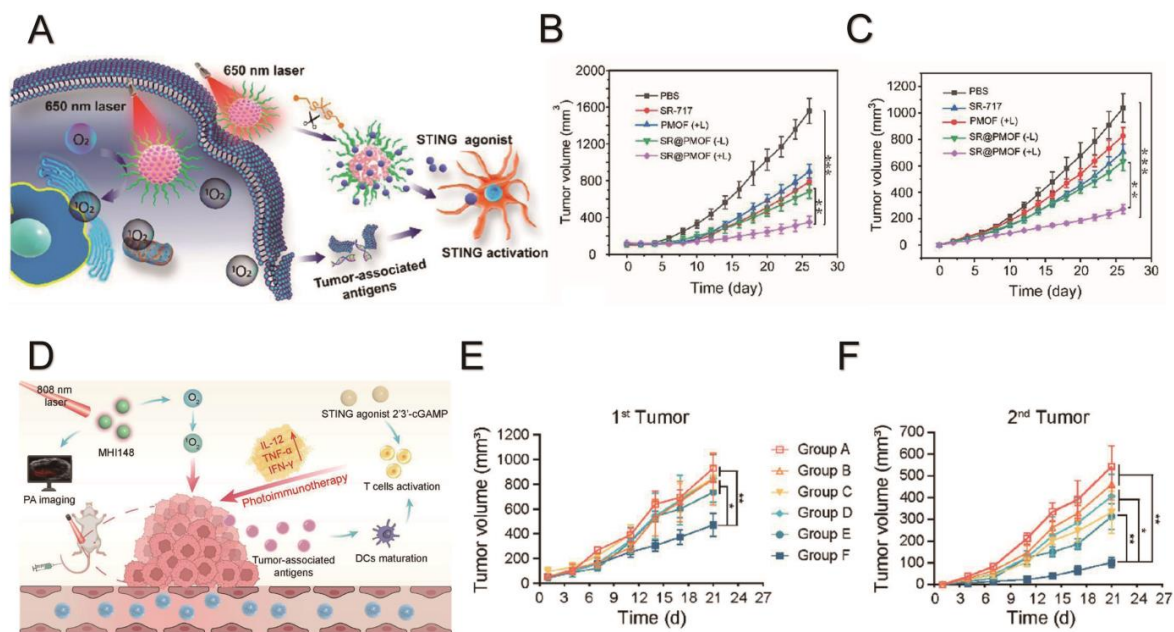 A
650 nm laser
650 nm laser
O₂
¹O₂
¹O₂
¹O₂
STING agonist
STING activation
Tumor-associated
antigens
B
Tumor volume (mm³)
1600
1200
800
400
0
PBS
SR-717
PMOF (+L)
SR@PMOF (-L)
SR@PMOF (+L)
***
**
0 5 10 15 20 25 30
Time (day)
C
Tumor volume (mm³)
1200
1000
800
600
400
200
0
PBS
SR-717
PMOF (+L)
SR@PMOF (-L)
SR@PMOF (+L)
***
**
0 5 10 15 20 25 30
Time (day)
D
808 nm
laser
MHI148
O₂
¹O₂
PA imaging
STING agonist 2'3'-cGAMP
IL-12
TNF-α
IFN-γ
Photoimmunotherapy
T cells activation
Tumor-associated
antigens
DCs maturation
E
1st Tumor
Tumor volume (mm³)
1200
1000
800
600
400
200
0
*
**
0 3 6 9 12 15 18 21 24 27
Time (d)
Group A
Group B
Group C
Group D
Group E
Group F
F
2nd Tumor
Tumor volume (mm³)
700
600
500
400
300
200
100
0
**
*
**
0 3 6 9 12 15 18 21 24 27
Time (d)